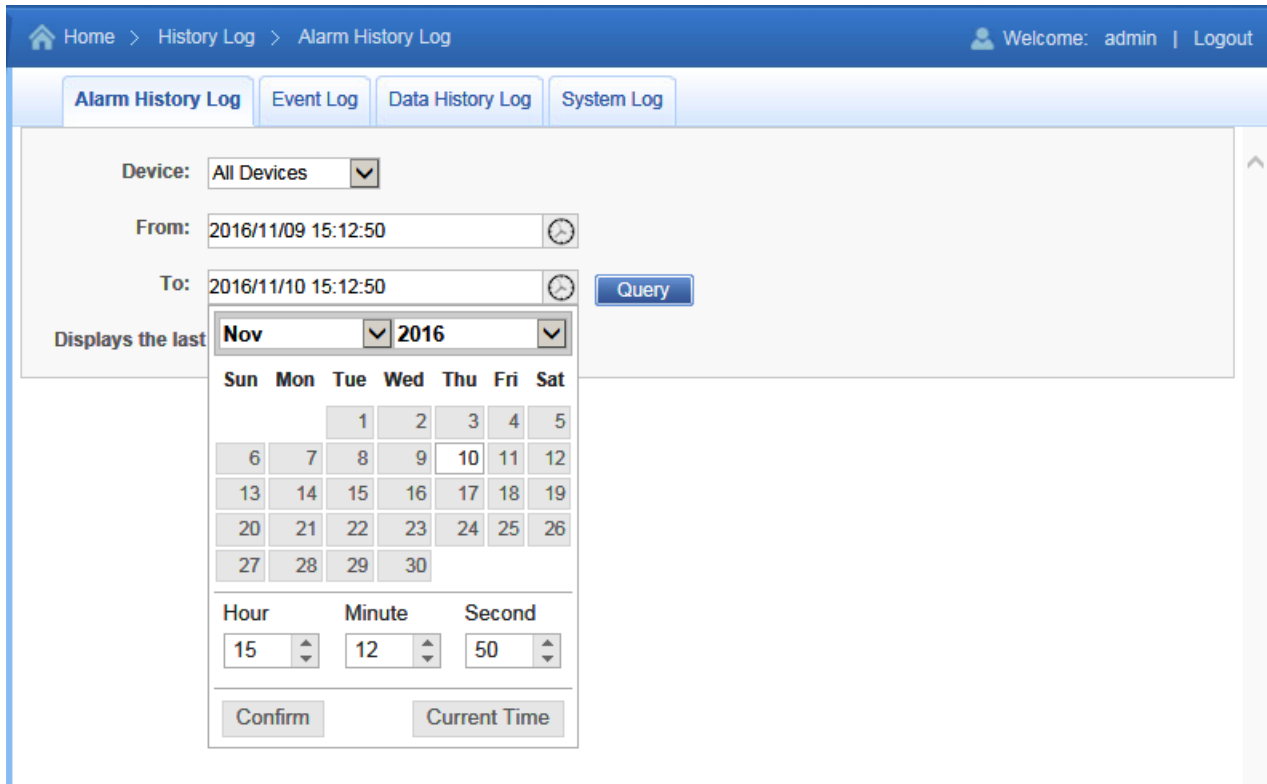 Home > History Log > Alarm History Log Welcome: admin | Logout
Alarm History Log Event Log Data History Log System Log
Device: All Devices
From: 2016/11/09 15:12:50
To: 2016/11/10 15:12:50 Query
Displays the last
Nov 2016
Sun Mon Tue Wed Thu Fri Sat
1 2 3 4 5
6 7 8 9 10 11 12
13 14 15 16 17 18 19
20 21 22 23 24 25 26
27 28 29 30
Hour Minute Second
15 12 50
Confirm Current Time